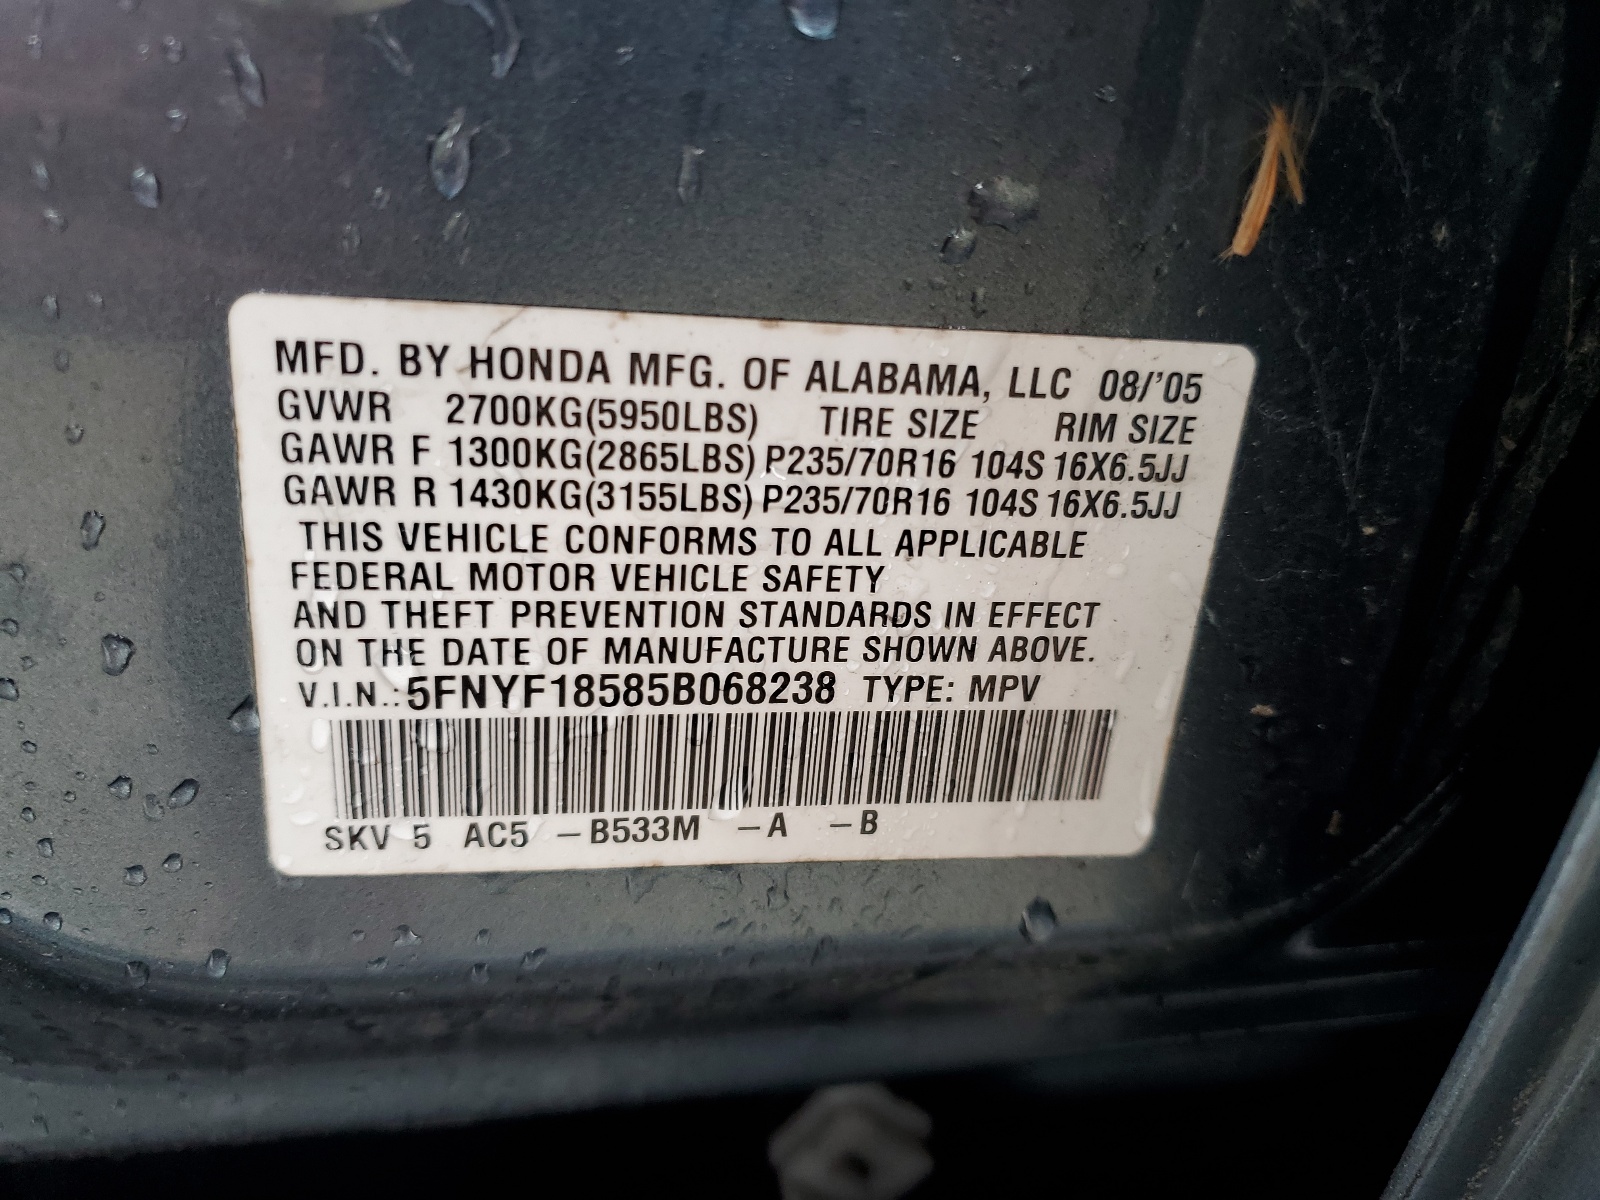 MFD. BY HONDA MFG. OF ALABAMA, LLC 08/'05
GVWR 2700KG(5950LBS) TIRE SIZE RIM SIZE
GAWR F 1300KG(2865LBS) P235/70R16 104S 16X6.5JJ
GAWR R 1430KG(3155LBS) P235/70R16 104S 16X6.5JJ
THIS VEHICLE CONFORMS TO ALL APPLICABLE
FEDERAL MOTOR VEHICLE SAFETY
AND THEFT PREVENTION STANDARDS IN EFFECT
ON THE DATE OF MANUFACTURE SHOWN ABOVE.
V.I.N.: 5FNYF18585B068238 TYPE: MPV
SKV 5 AC5 -B533M -A -B